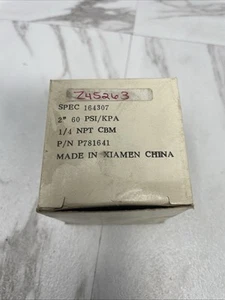 Z45263
SPEC 164307
2" 60 PSI/KPA
1/4 NPT CBM
P/N P781641
MADE IN XIAMEN CHINA